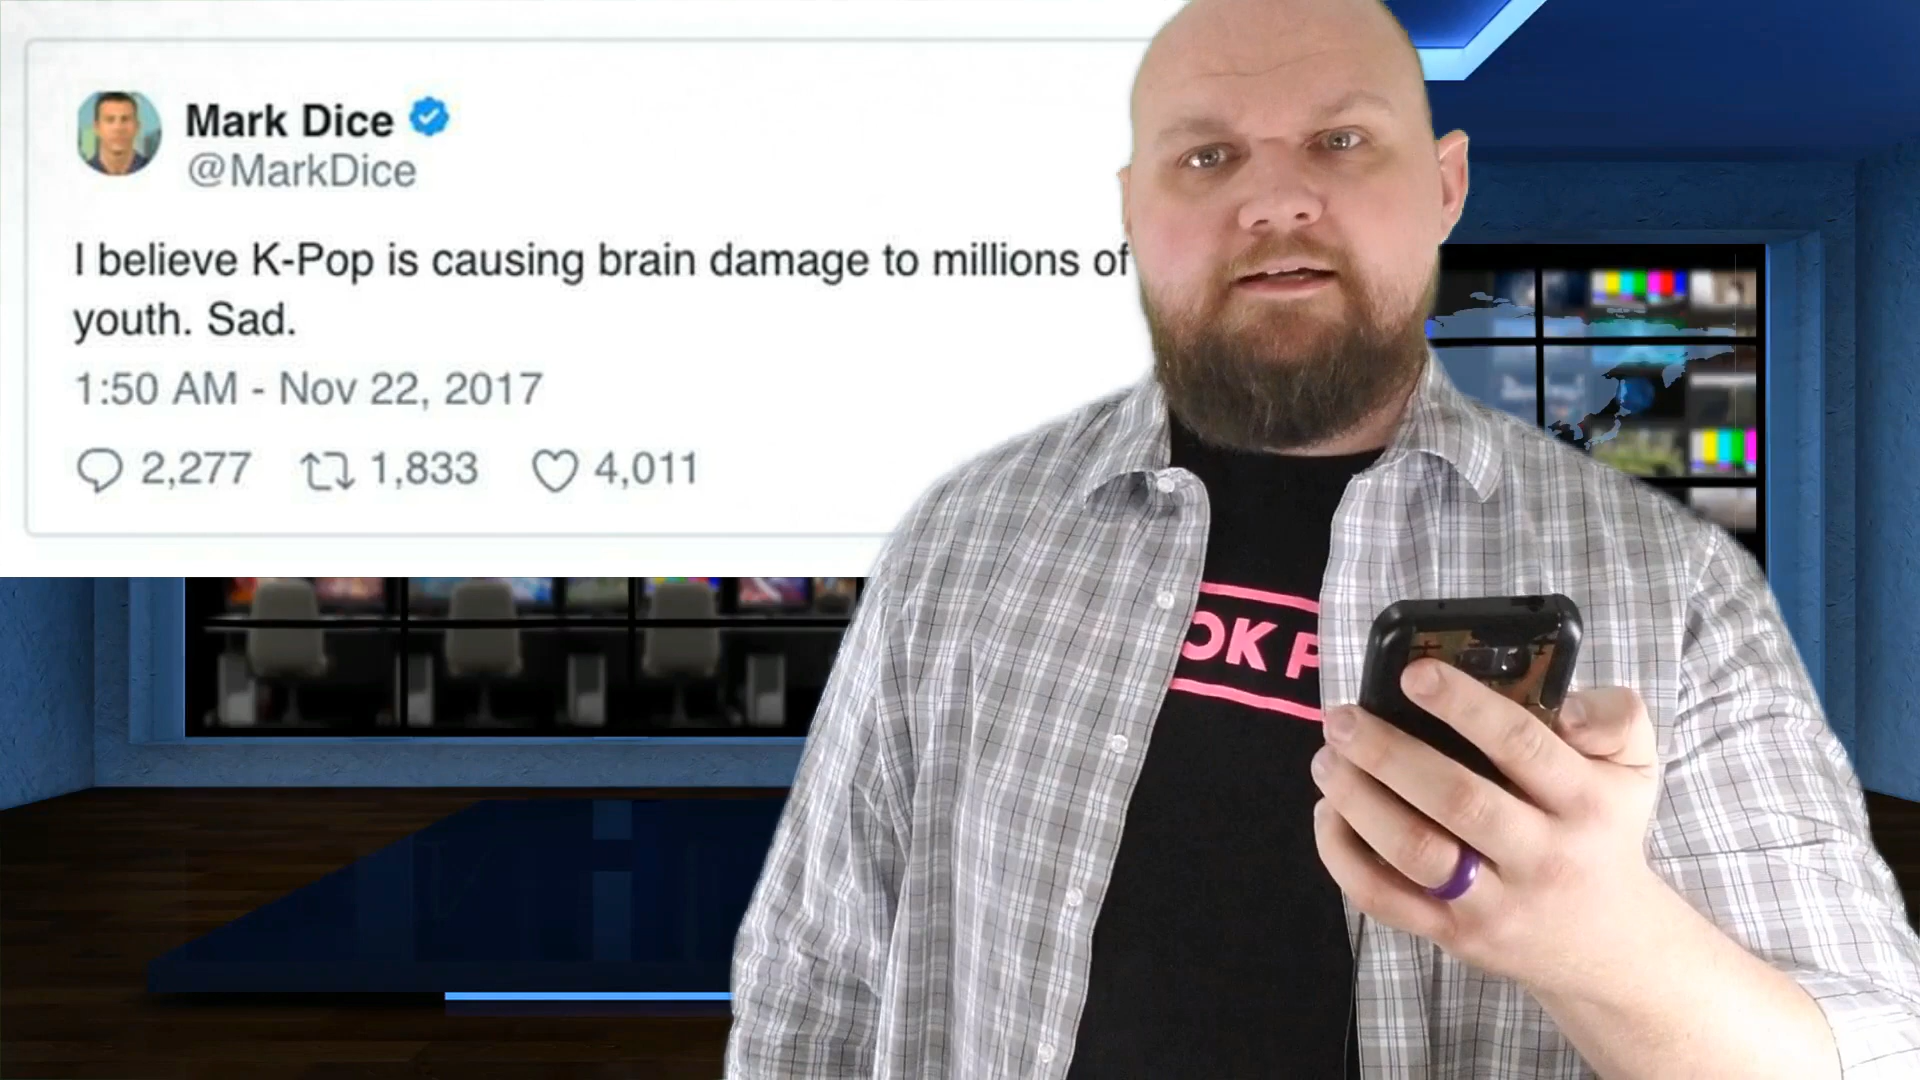 Mark Dice
@MarkDice
I believe K-Pop is causing brain damage to millions of
youth. Sad.
1:50 AM - Nov 22, 2017
2,277 1,833 4,011
OK P